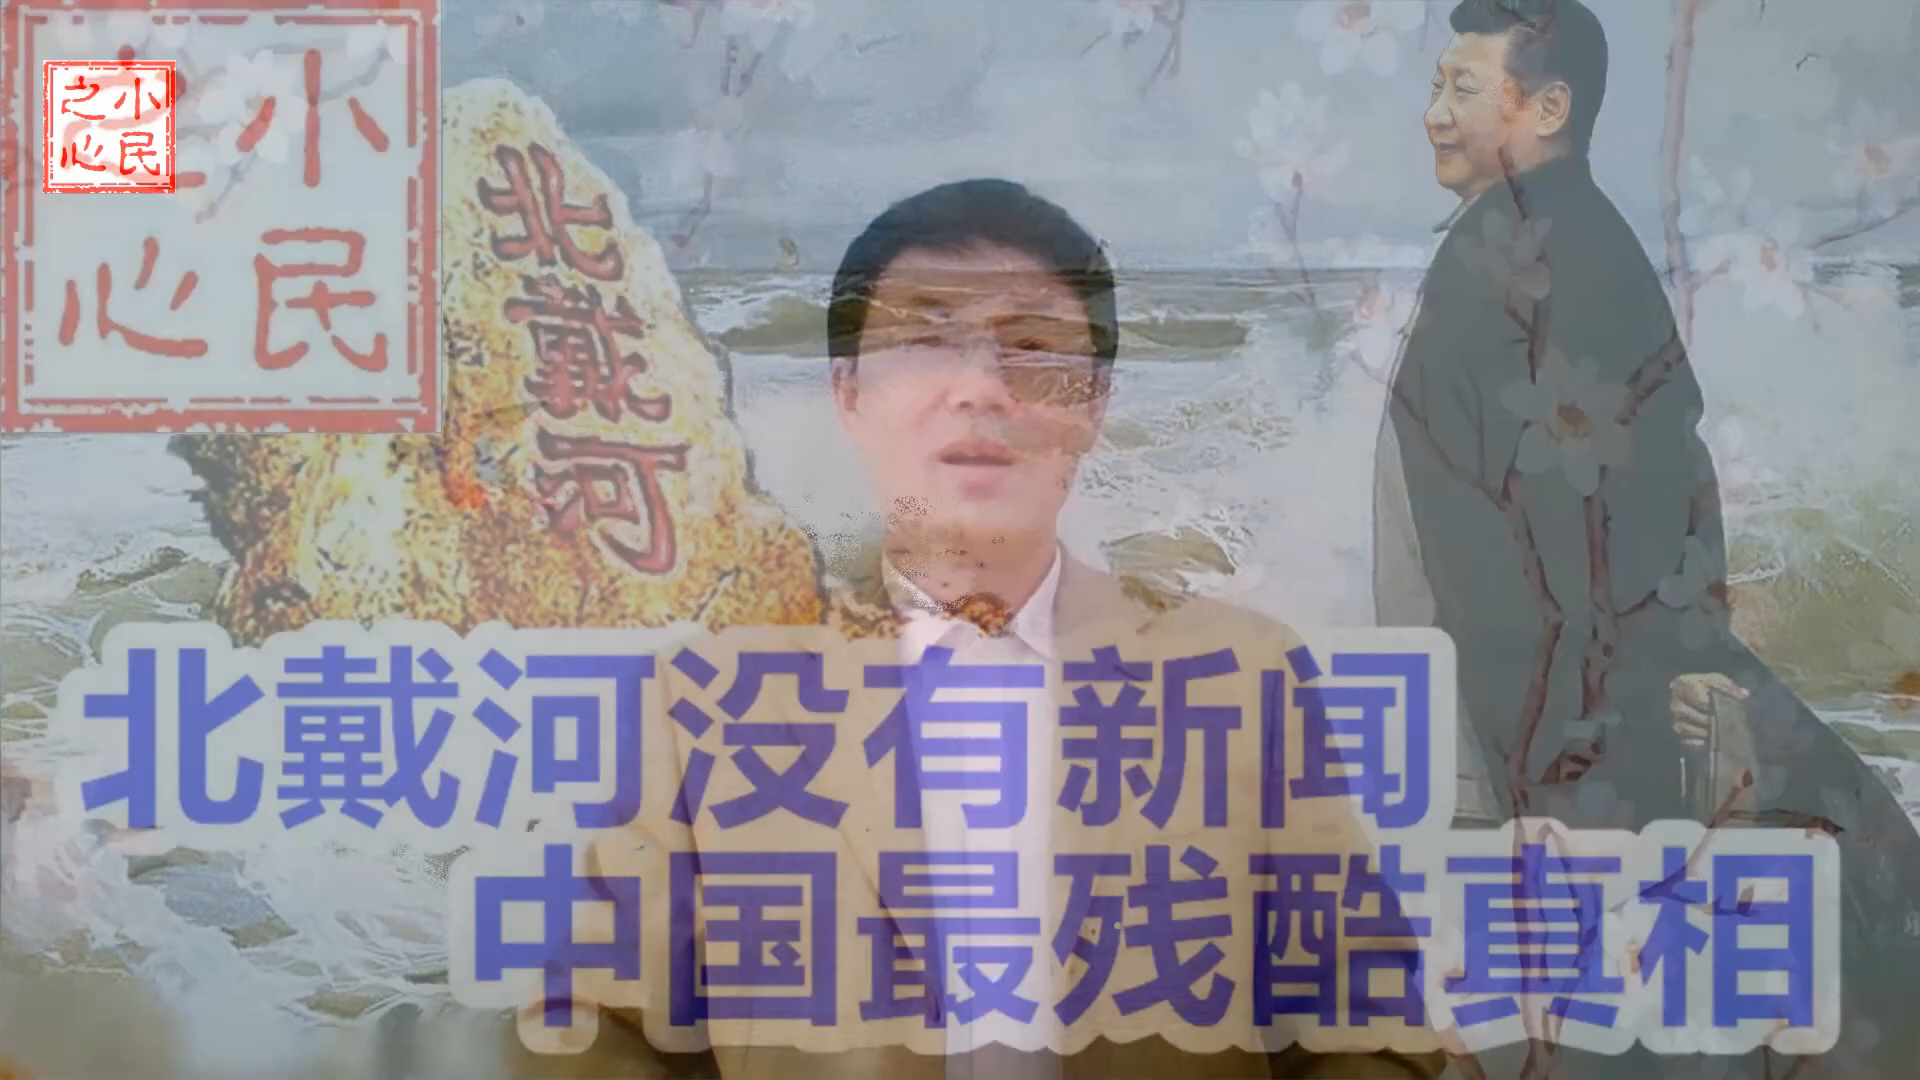 小民之心
小民之心
北戴河
北戴河没有新闻
中国最残酷真相